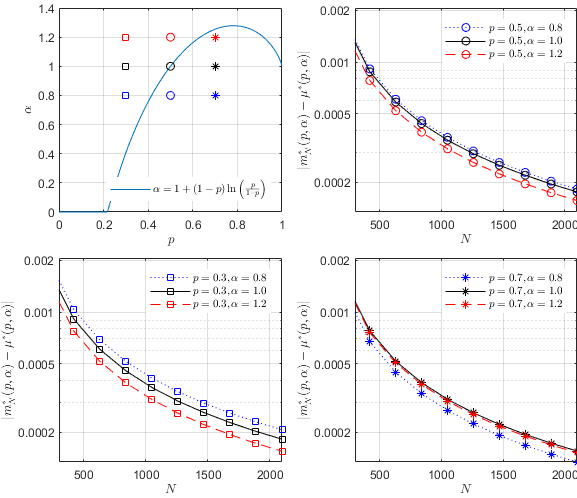 1.4
1.2
1
0.8
0.6
0.4
0.2
0
α
0 0.2 0.4 0.6 0.8 1
p
α = 1 + (1 − p) ln (p/(1−p))
0.002
0.001
0.0005
0.0002
|m*_N(p, α) − μ*(p, α)|
500 1000 1500 2000
N
p = 0.5, α = 0.8
p = 0.5, α = 1.0
p = 0.5, α = 1.2
0.002
0.001
0.0005
0.0002
|m*_N(p, α) − μ*(p, α)|
500 1000 1500 2000
N
p = 0.3, α = 0.8
p = 0.3, α = 1.0
p = 0.3, α = 1.2
0.002
0.001
0.0005
0.0002
|m*_N(p, α) − μ*(p, α)|
500 1000 1500 2000
N
p = 0.7, α = 0.8
p = 0.7, α = 1.0
p = 0.7, α = 1.2